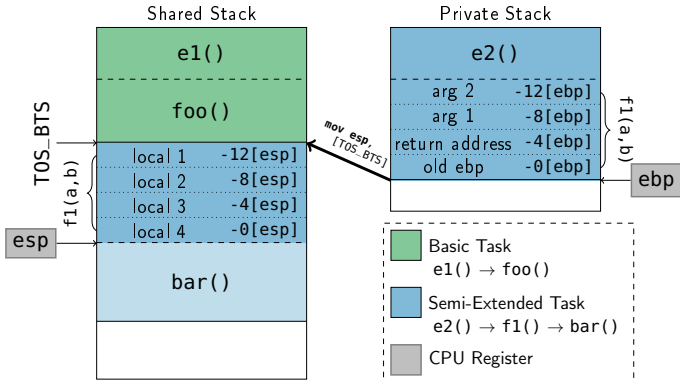 Shared Stack
Private Stack
e1()
foo()
TOS_BTS
local 1 -12[esp]
local 2 -8[esp]
local 3 -4[esp]
local 4 -0[esp]
f1(a,b)
esp
bar()
mov esp,
[TOS_BTS]
e2()
arg 2 -12[ebp]
arg 1 -8[ebp]
return address -4[ebp]
old ebp -0[ebp]
f1(a,b)
ebp
Basic Task
e1() → foo()
Semi-Extended Task
e2() → f1() → bar()
CPU Register